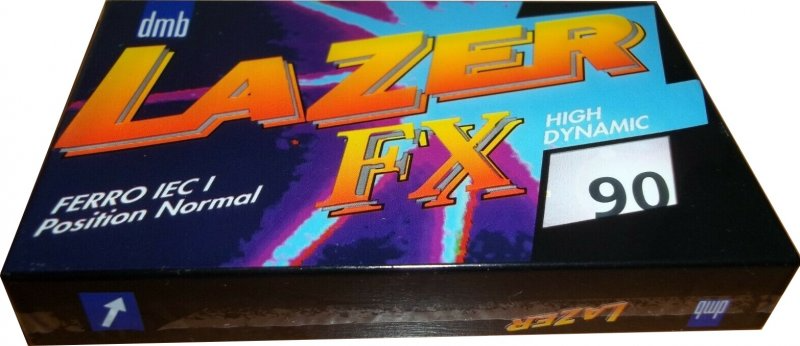 dmb
LAZER
FX
HIGH
DYNAMIC
90
FERRO IEC I
Position Normal
LAZER
dmb